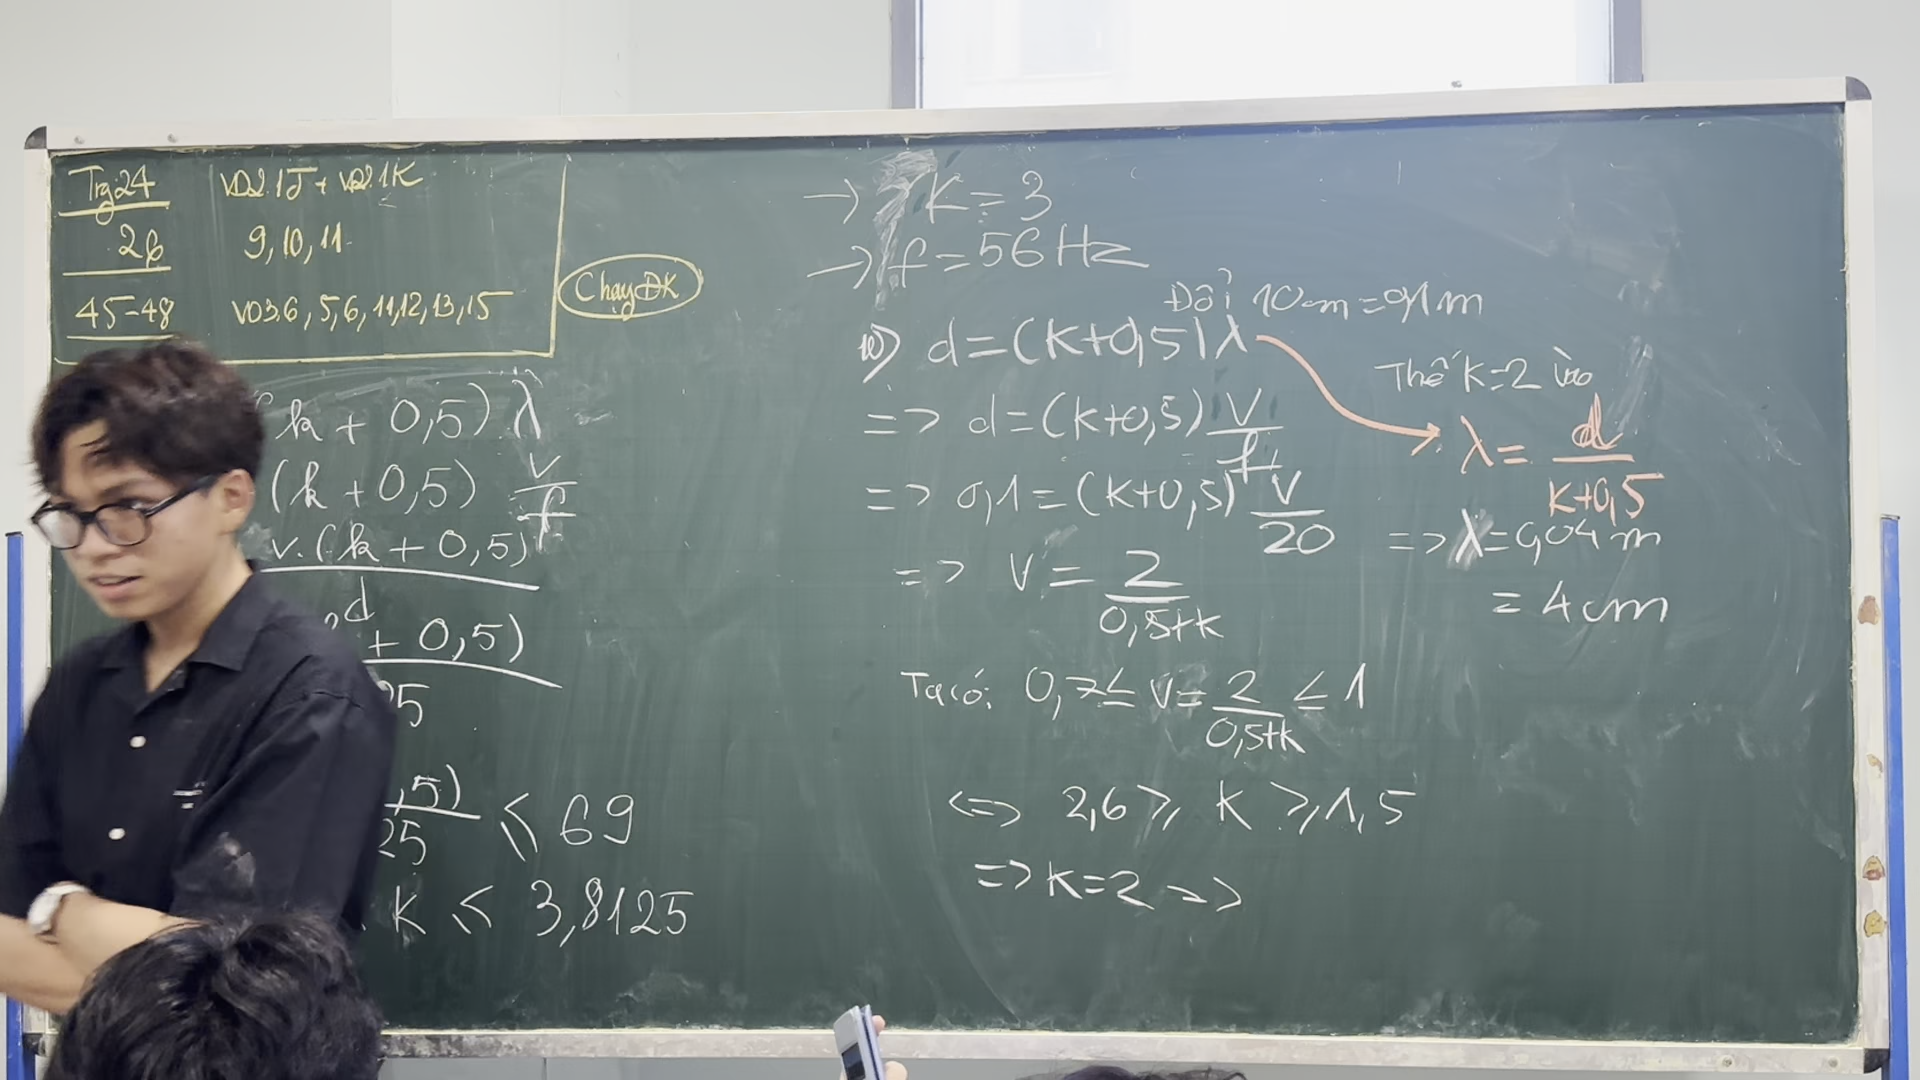 Trg24 VD2.1J + VD2.1K
26 9, 10, 11
45-48 VD3.6, 5, 6, 11, 12, 13, 15
Chạy ĐK
k + 0,5) λ
(k + 0,5) v/f
v.(k + 0,5)
d
+ 0,5)
25
,5)
25 ≤ 69
k ≤ 3,8125
→ K = 3
→ f = 56 Hz
Đổi 10cm = 0,1m
10) d = (K+0,5)λ
=> d = (K+0,5) v/f
=> 0,1 = (K+0,5) v/20
=> v = 2/(0,5+k)
Ta có: 0,7 ≤ v = 2/(0,5+k) ≤ 1
<=> 2,6 ≥ K ≥ 1,5
=> K=2 =>
Thế K=2 vào
λ = d/(K+0,5)
=> λ = 0,04 m
= 4 cm